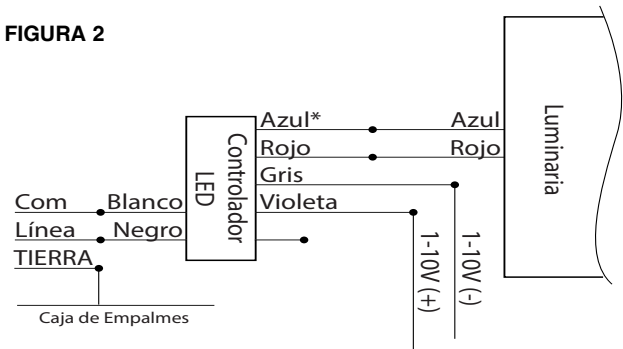 FIGURA 2
Azul*
Azul
Rojo
Rojo
Gris
Violeta
Controlador
LED
Luminaria
Com
Blanco
Línea
Negro
TIERRA
Caja de Empalmes
1-10V (+)
1-10V (-)